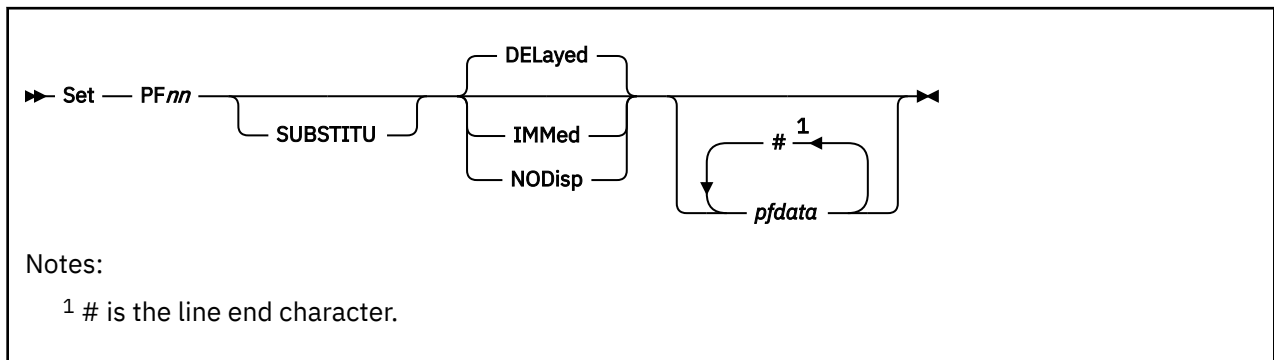 DELayed
Set PFnn
SUBSTITU
IMMed
NODisp
# 1
pfdata
Notes:
1 # is the line end character.